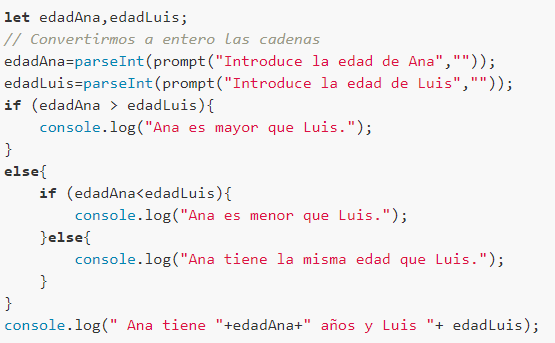 let edadAna,edadLuis;
// Convertirmos a entero las cadenas
edadAna=parseInt(prompt("Introduce la edad de Ana",""));
edadLuis=parseInt(prompt("Introduce la edad de Luis",""));
if (edadAna > edadLuis){
    console.log("Ana es mayor que Luis.");
}
else{
    if (edadAna<edadLuis){
        console.log("Ana es menor que Luis.");
    }else{
        console.log("Ana tiene la misma edad que Luis.");
    }
}
console.log(" Ana tiene "+edadAna+" años y Luis "+ edadLuis);